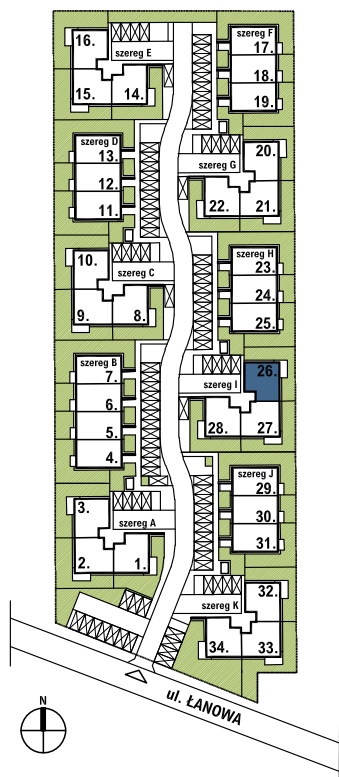 16.
szereg E
15.
14.
szereg F
17.
18.
19.
szereg D
13.
12.
11.
20.
szereg G
22.
21.
10.
szereg C
9.
8.
szereg H
23.
24.
25.
szereg B
7.
6.
5.
4.
26.
szereg I
28.
27.
3.
szereg A
2.
1.
szereg J
29.
30.
31.
32.
szereg K
34.
33.
ul. ŁANOWA
N